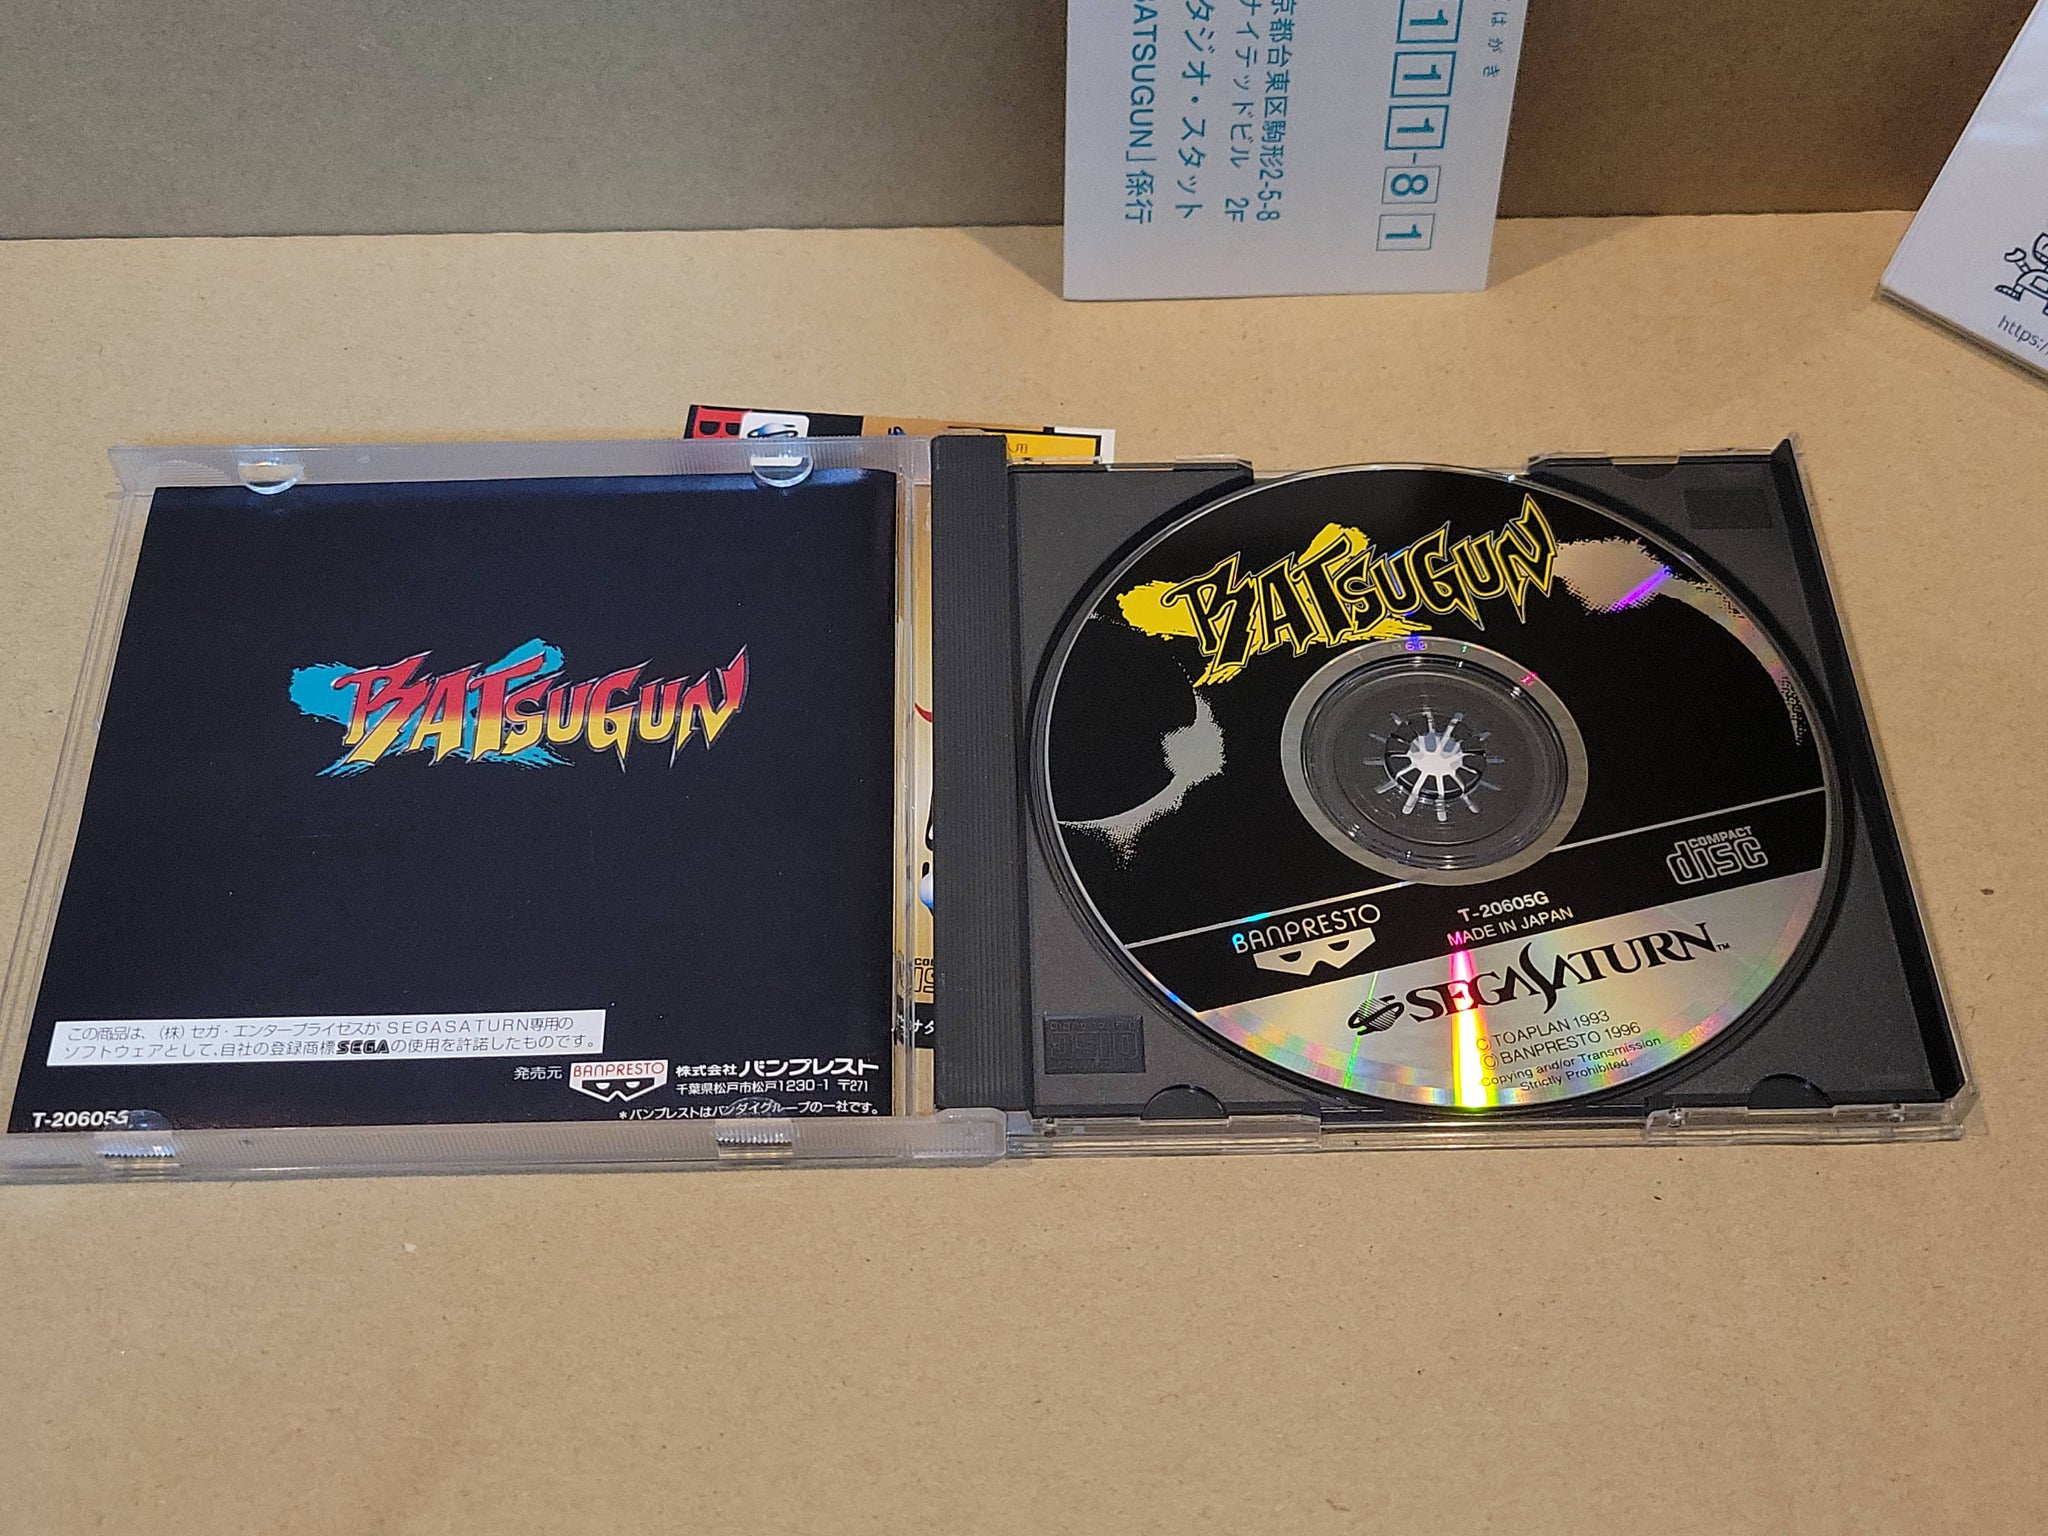 はがき
111-81
京都台東区駒形2-5-8
ナイテッドビル 2F
タジオ・スタット
BATSUGUN」係行
https:/
人用
BATSUGUN
この商品は、(株)セガ・エンタープライゼスが SEGASATURN専用の
ソフトウェアとして、自社の登録商標SEGAの使用を許諾したものです。
発売元 BANPRESTO 株式会社 バンプレスト
千葉県松戸市松戸1230-1 〒271
*バンプレストはバンダイグループの一社です。
T-20605G
BATSUGUN
COMPACT
disc
BANPRESTO
T-20605G
MADE IN JAPAN
SEGASATURN™
© TOAPLAN 1993
© BANPRESTO 1996
Copying and/or Transmission
Strictly Prohibited.